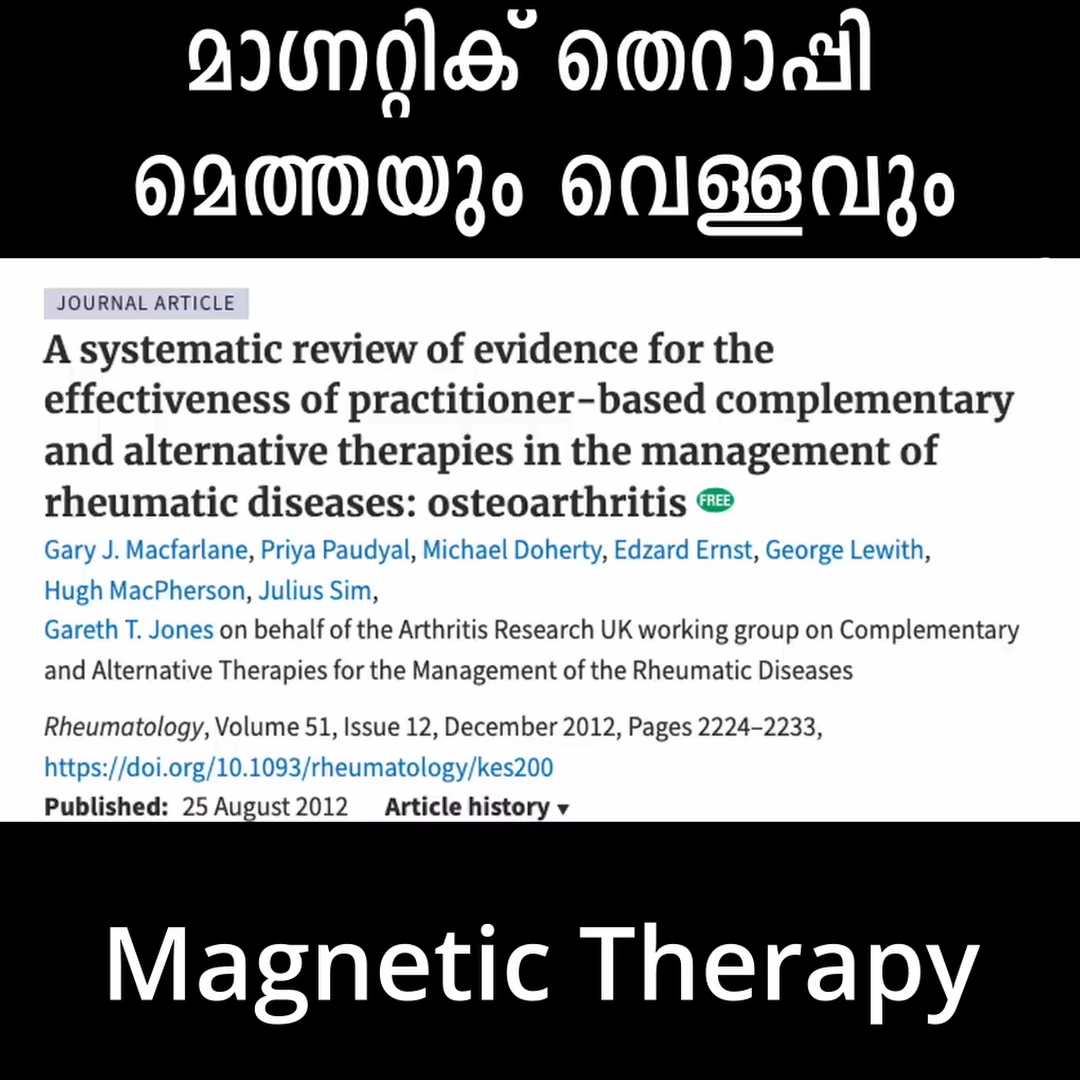 മാഗ്നറ്റിക് തെറാപ്പി
മെത്തയും വെള്ളവും
JOURNAL ARTICLE
A systematic review of evidence for the
effectiveness of practitioner-based complementary
and alternative therapies in the management of
rheumatic diseases: osteoarthritis FREE
Gary J. Macfarlane, Priya Paudyal, Michael Doherty, Edzard Ernst, George Lewith,
Hugh MacPherson, Julius Sim,
Gareth T. Jones on behalf of the Arthritis Research UK working group on Complementary
and Alternative Therapies for the Management of the Rheumatic Diseases
Rheumatology, Volume 51, Issue 12, December 2012, Pages 2224–2233,
https://doi.org/10.1093/rheumatology/kes200
Published: 25 August 2012 Article history ▾
Magnetic Therapy